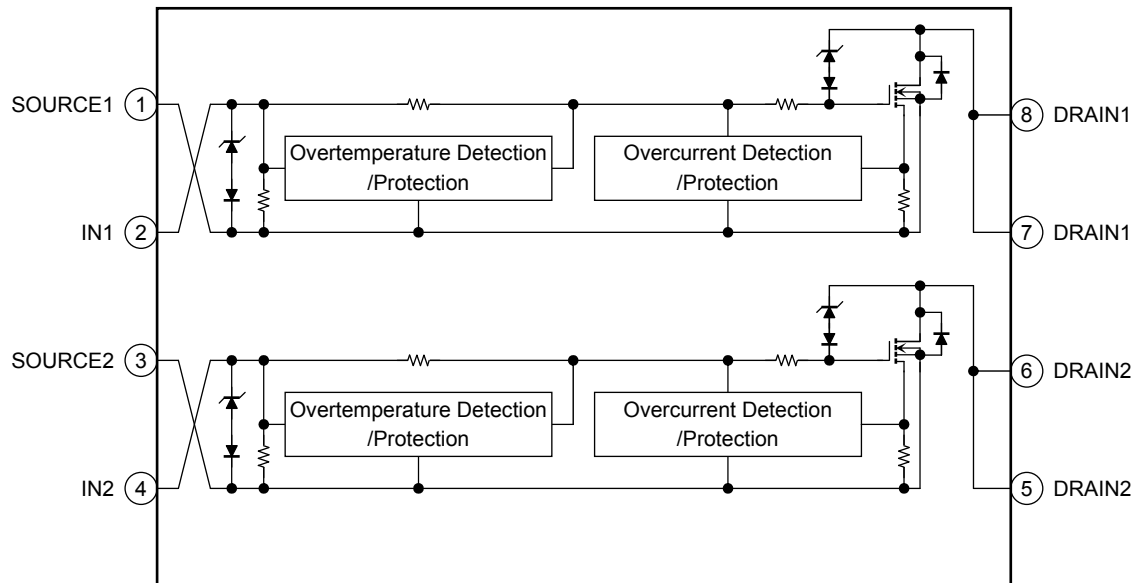 SOURCE1 1
Overtemperature Detection
/Protection
Overcurrent Detection
/Protection
8 DRAIN1
IN1 2
7 DRAIN1
SOURCE2 3
Overtemperature Detection
/Protection
Overcurrent Detection
/Protection
6 DRAIN2
IN2 4
5 DRAIN2